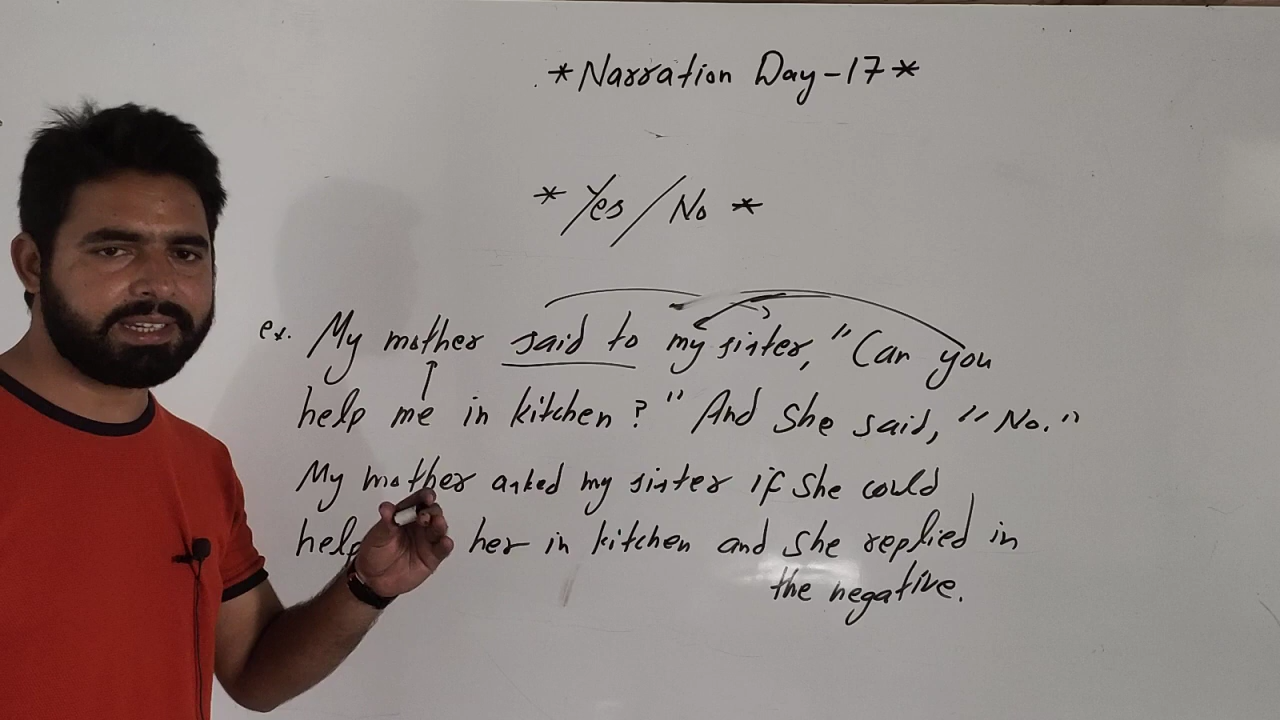 *Narration Day-17*
* Yes/No *
ex. My mother said to my sister, "Can you
help me in kitchen?" And She said, "No."
My mother asked my sister if she could
help her in kitchen and she replied in
the negative.